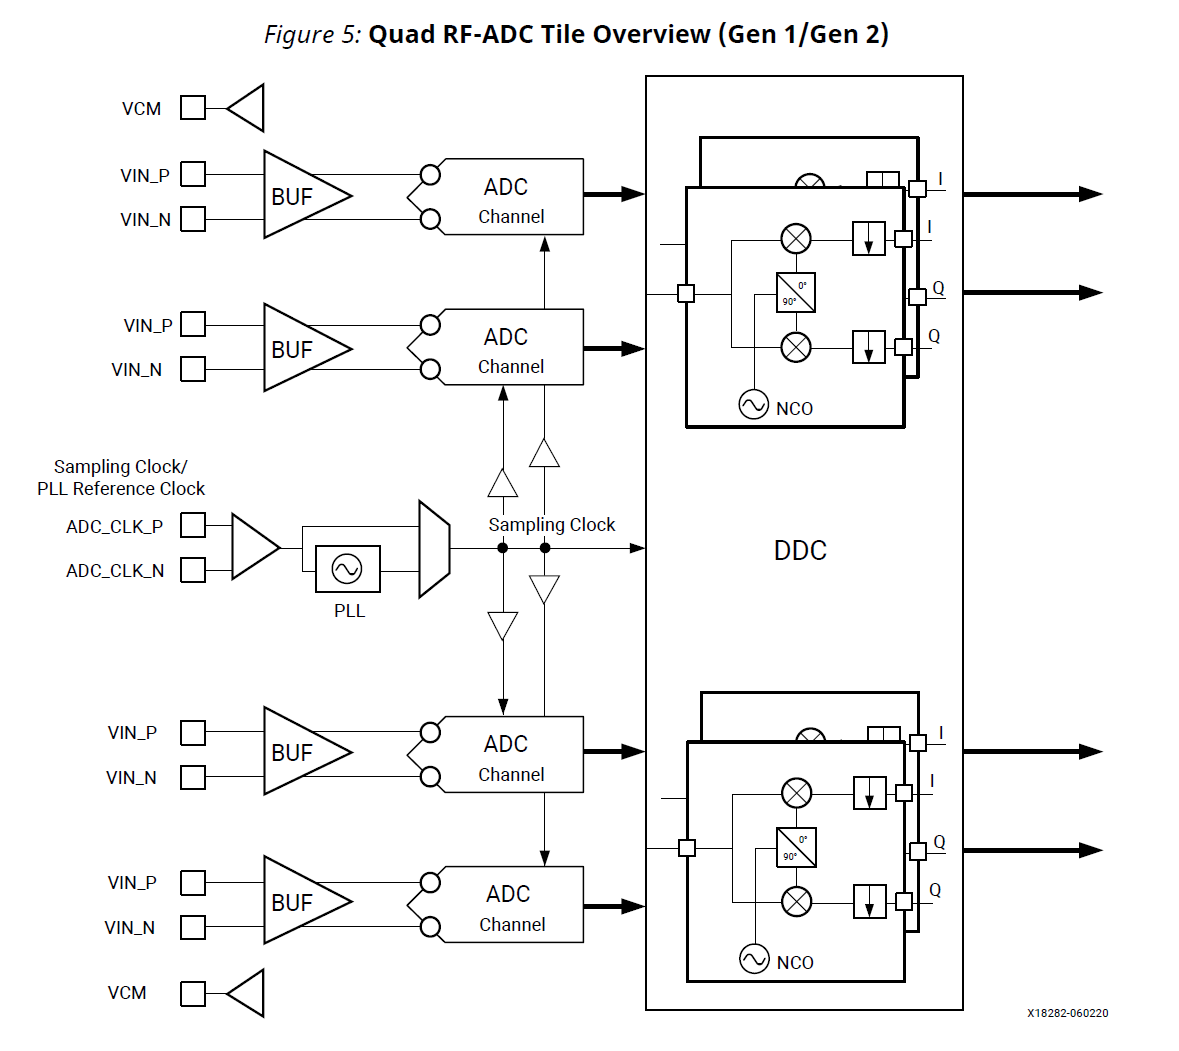 Figure 5: Quad RF-ADC Tile Overview (Gen 1/Gen 2)
VCM
VIN_P
VIN_N
BUF
ADC
Channel
I
I
Q
Q
0°
90°
NCO
VIN_P
VIN_N
BUF
ADC
Channel
Sampling Clock/
PLL Reference Clock
ADC_CLK_P
ADC_CLK_N
PLL
Sampling Clock
DDC
VIN_P
VIN_N
BUF
ADC
Channel
I
I
Q
Q
0°
90°
NCO
VIN_P
VIN_N
BUF
ADC
Channel
VCM
X18282-060220